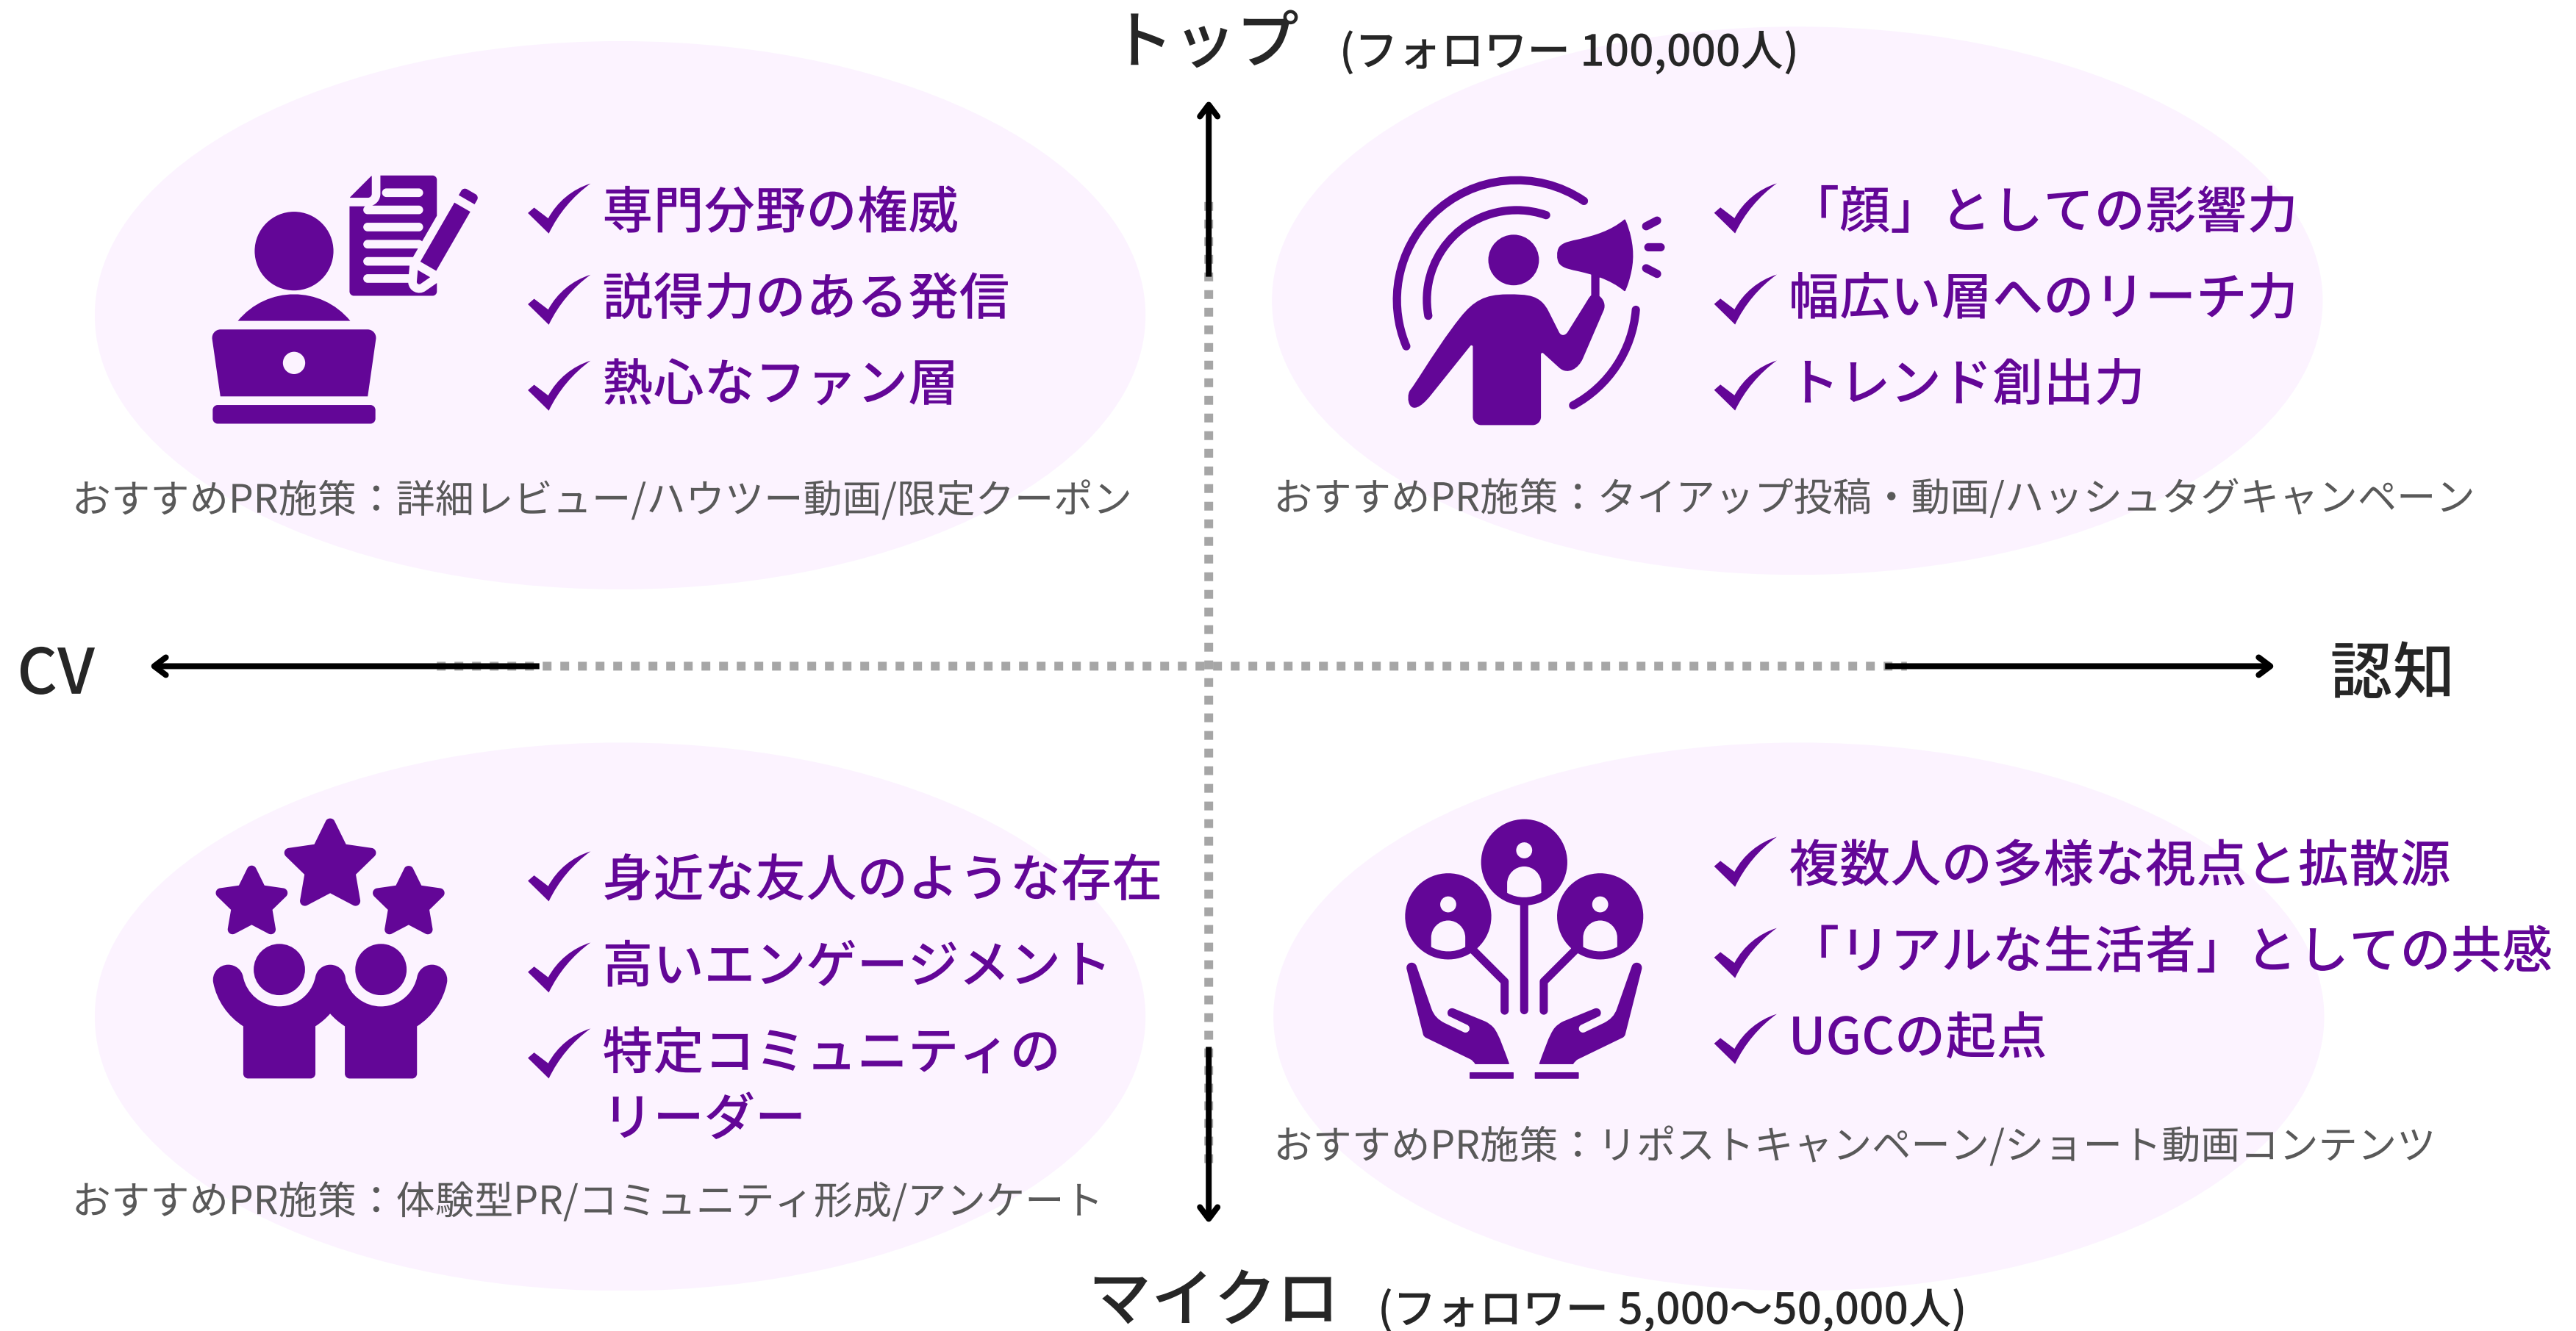 トップ (フォロワー 100,000人)
専門分野の権威
説得力のある発信
熱心なファン層
おすすめPR施策：詳細レビュー/ハウツー動画/限定クーポン
「顔」としての影響力
幅広い層へのリーチ力
トレンド創出力
おすすめPR施策：タイアップ投稿・動画/ハッシュタグキャンペーン
CV
認知
身近な友人のような存在
高いエンゲージメント
特定コミュニティの
リーダー
おすすめPR施策：体験型PR/コミュニティ形成/アンケート
複数人の多様な視点と拡散源
「リアルな生活者」としての共感
UGCの起点
おすすめPR施策：リポストキャンペーン/ショート動画コンテンツ
マイクロ (フォロワー 5,000〜50,000人)